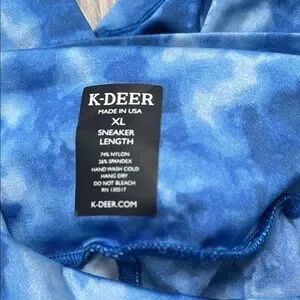 K-DEER
MADE IN USA
XL
SNEAKER
LENGTH
74% NYLON
26% SPANDEX
HAND WASH COLD
HANG DRY
DO NOT BLEACH
RN 130517
K-DEER.COM